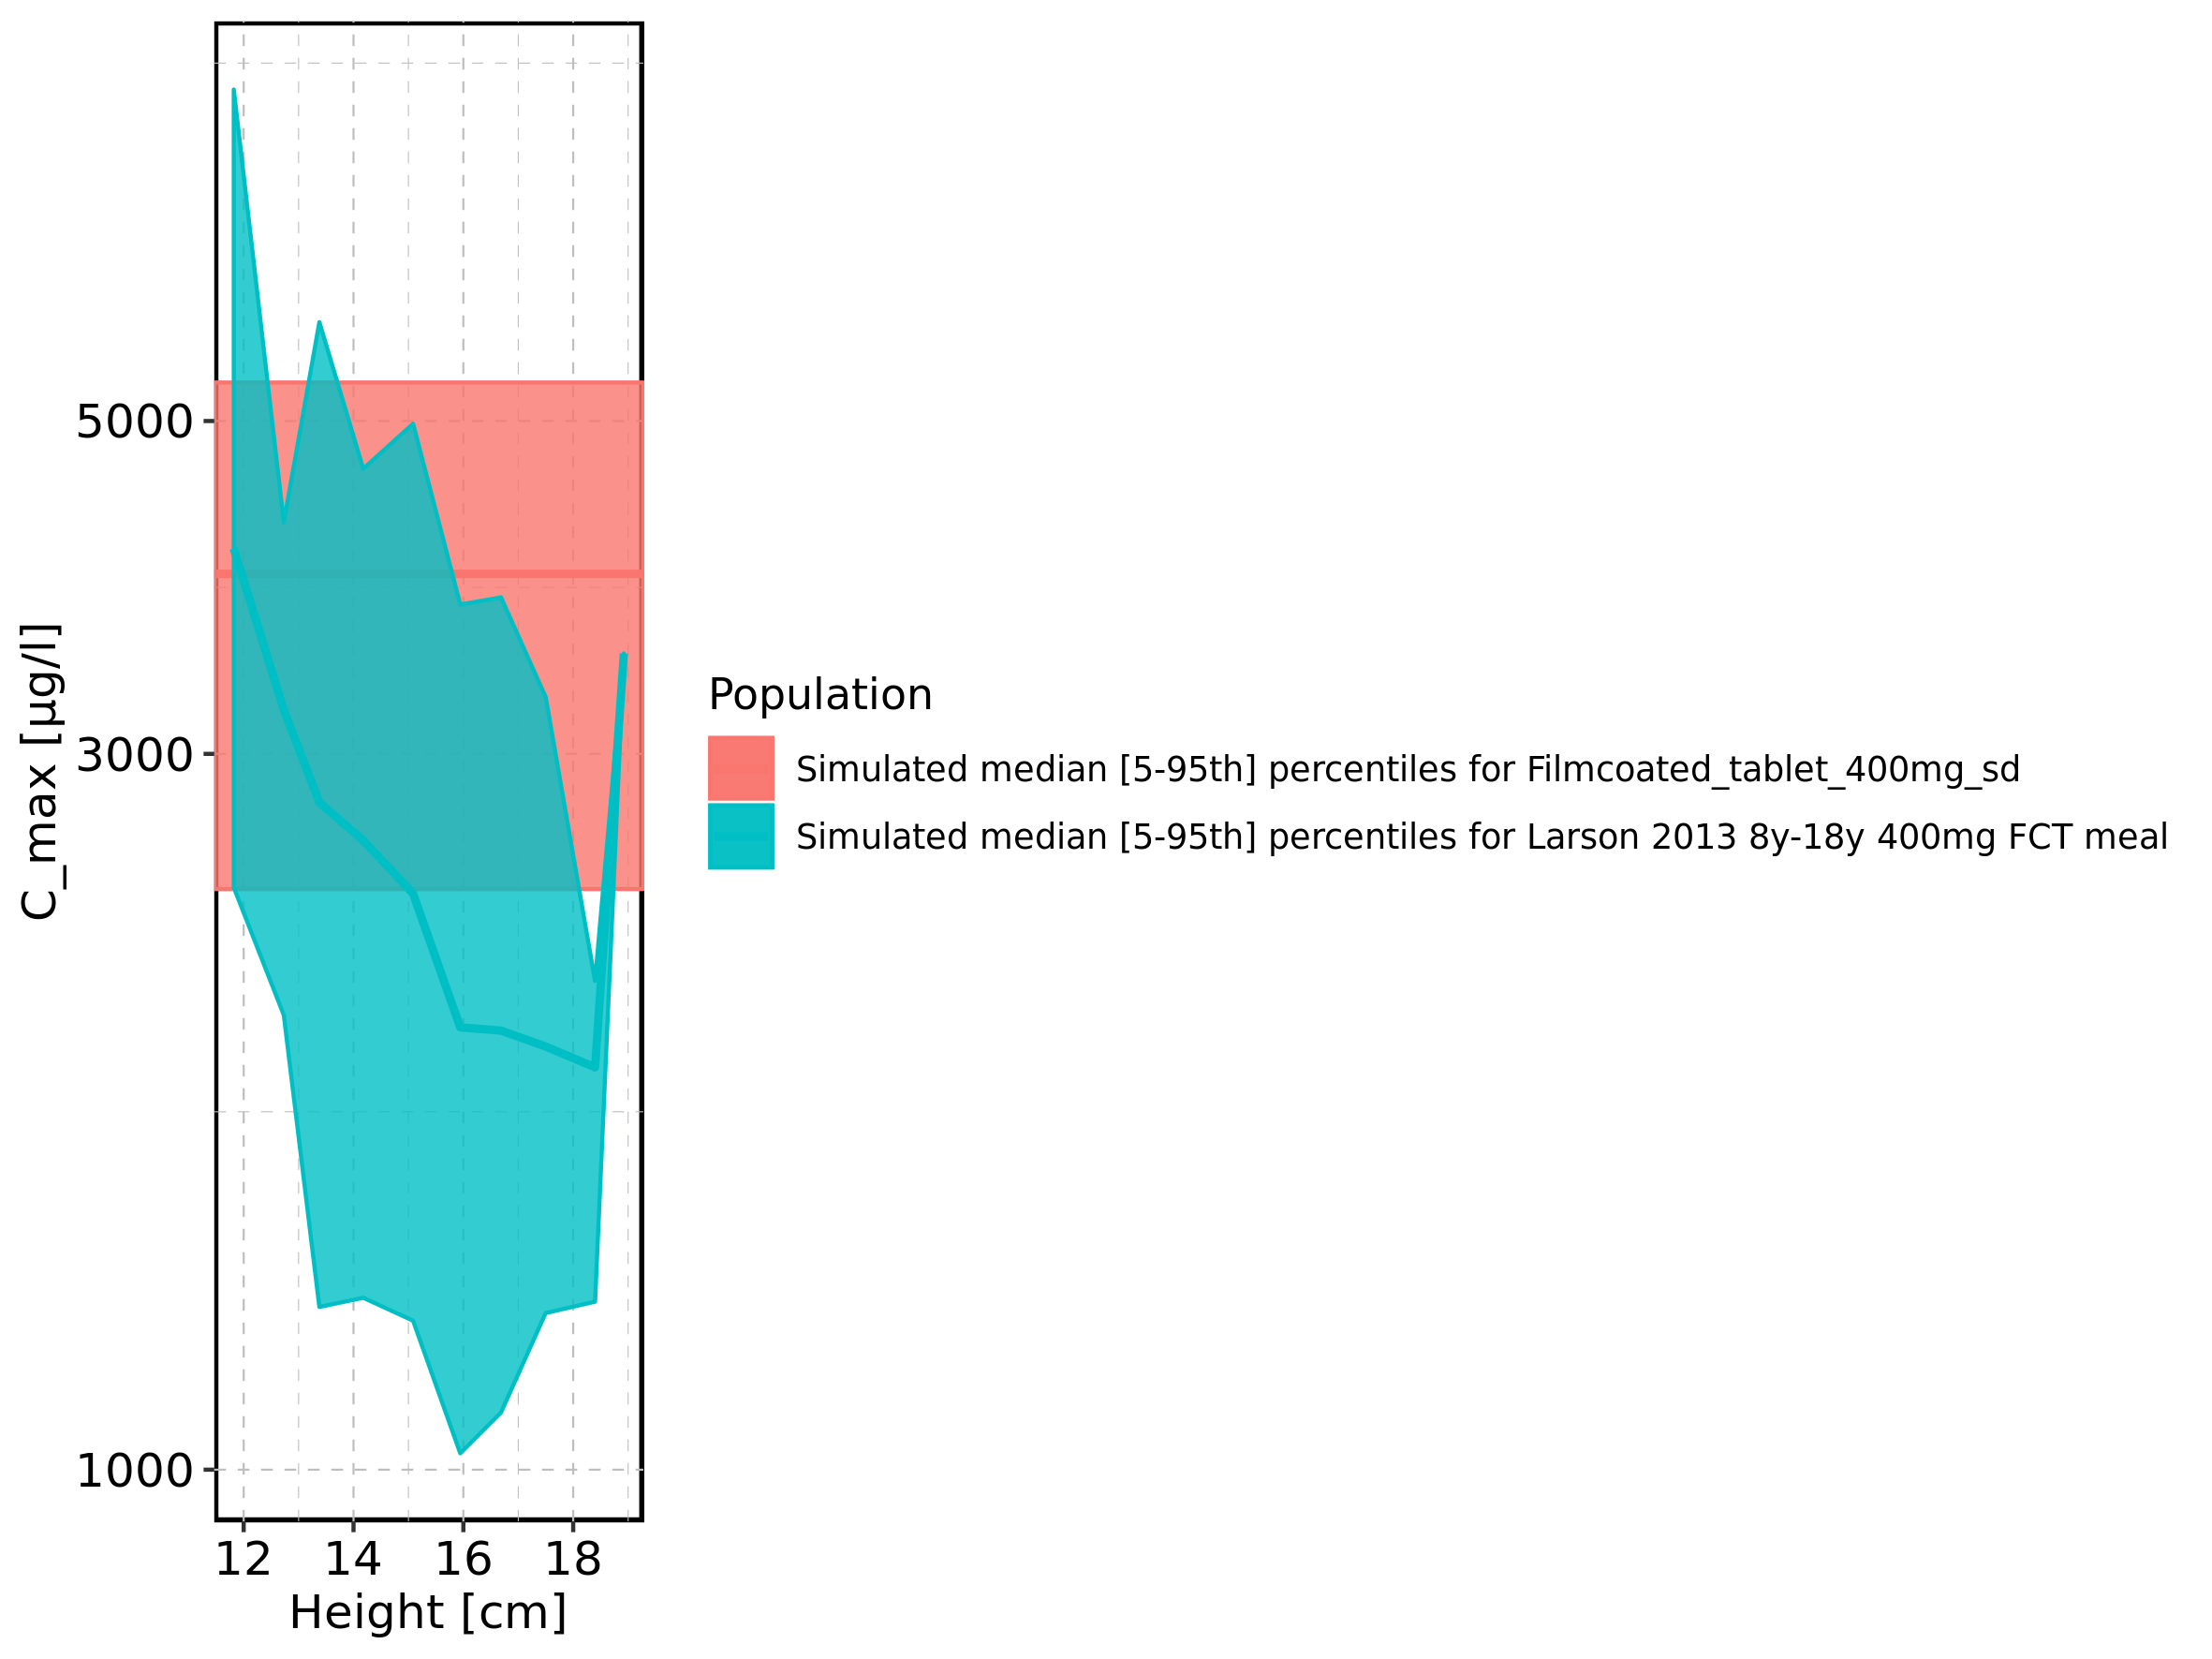 C_max [µg/l]
5000
3000
1000
12 14 16 18
Height [cm]
Population
Simulated median [5-95th] percentiles for Filmcoated_tablet_400mg_sd
Simulated median [5-95th] percentiles for Larson 2013 8y-18y 400mg FCT meal